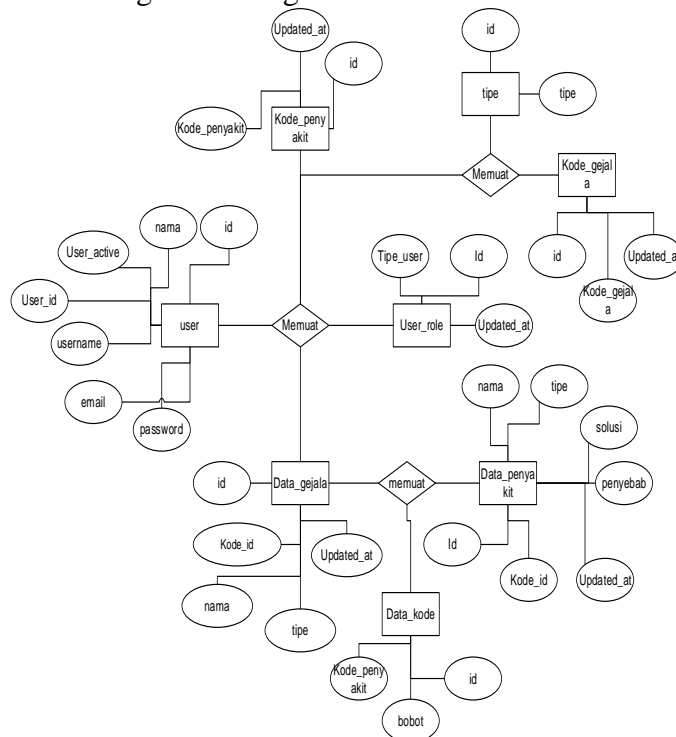 Updated_at
id
id
tipe
tipe
Kode_penyakit
Kode_peny
akit
Memuat
Kode_gejal
a
nama
id
User_active
Tipe_user
Id
id
Updated_a
Kode_gejal
a
User_id
user
Memuat
User_role
Updated_at
username
email
password
nama
tipe
solusi
id
Data_gejala
memuat
Data_penya
kit
penyebab
Kode_id
Updated_at
Id
Kode_id
Updated_at
nama
tipe
Data_kode
Kode_peny
akit
id
bobot